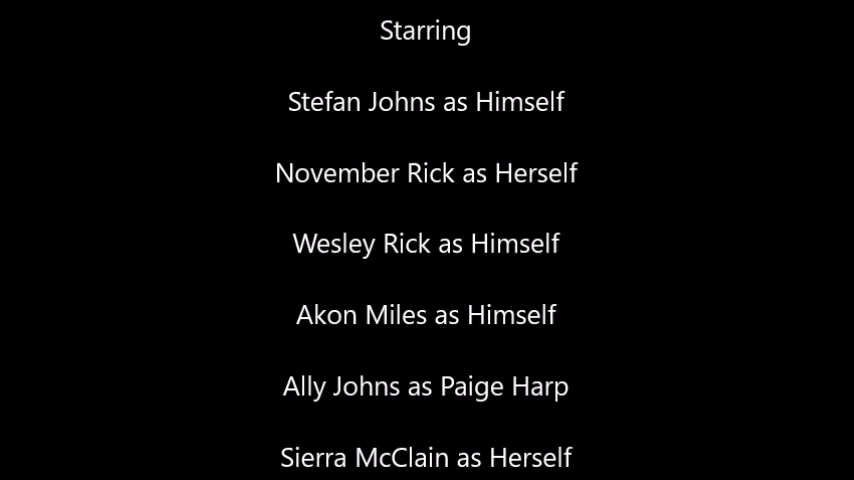 Starring
Stefan Johns as Himself
November Rick as Herself
Wesley Rick as Himself
Akon Miles as Himself
Ally Johns as Paige Harp
Sierra McClain as Herself